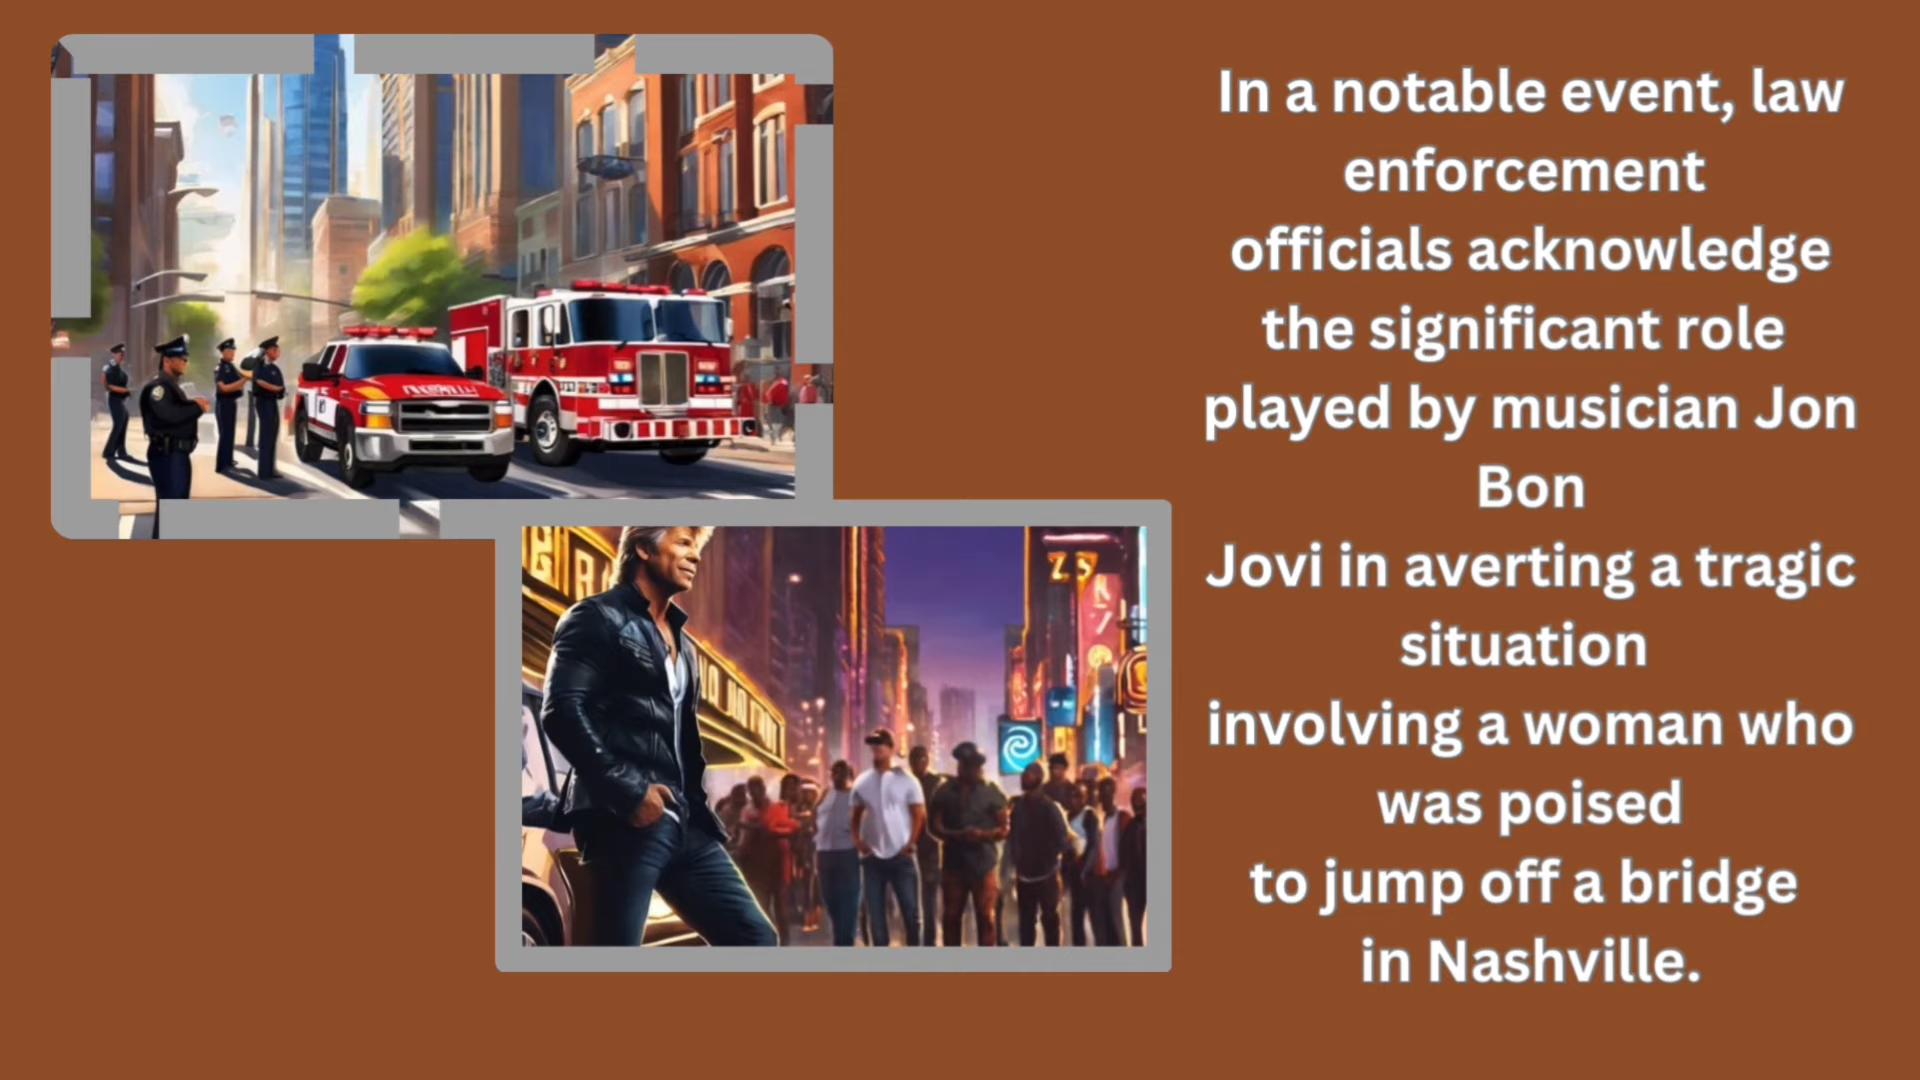 In a notable event, law
enforcement
officials acknowledge
the significant role
played by musician Jon
Bon
Jovi in averting a tragic
situation
involving a woman who
was poised
to jump off a bridge
in Nashville.